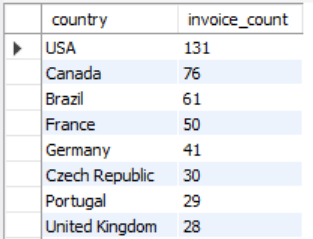 country invoice_count
USA 131
Canada 76
Brazil 61
France 50
Germany 41
Czech Republic 30
Portugal 29
United Kingdom 28